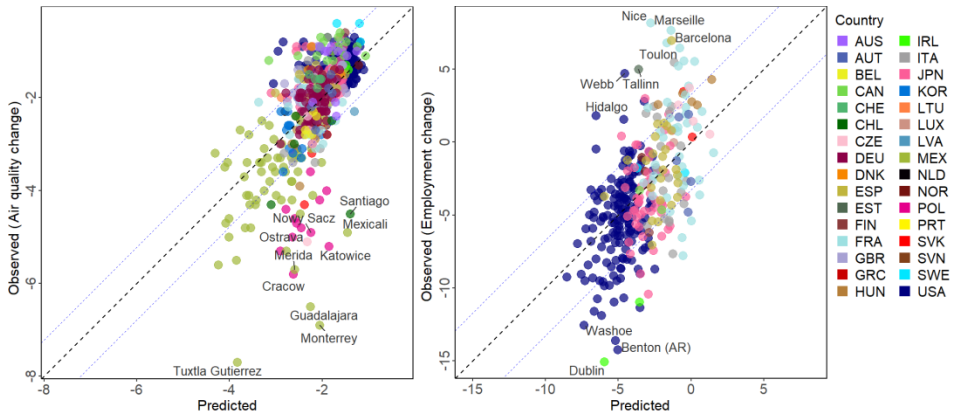 Observed (Air quality change)
-2
-4
-6
-8
Santiago
Nowy Sacz
Mexicali
Ostrava
Merida
Katowice
Cracow
Guadalajara
Monterrey
Tuxtla Gutierrez
-8
-6
-4
-2
0
Predicted
Observed (Employment change)
5
0
-5
-10
-15
Nice
Marseille
Barcelona
Toulon
Webb
Tallinn
Hidalgo
Washoe
Benton (AR)
Dublin
-15
-10
-5
0
5
Predicted
Country
AUS
AUT
BEL
CAN
CHE
CHL
CZE
DEU
DNK
ESP
EST
FIN
FRA
GBR
GRC
HUN
IRL
ITA
JPN
KOR
LTU
LUX
LVA
MEX
NLD
NOR
POL
PRT
SVK
SVN
SWE
USA